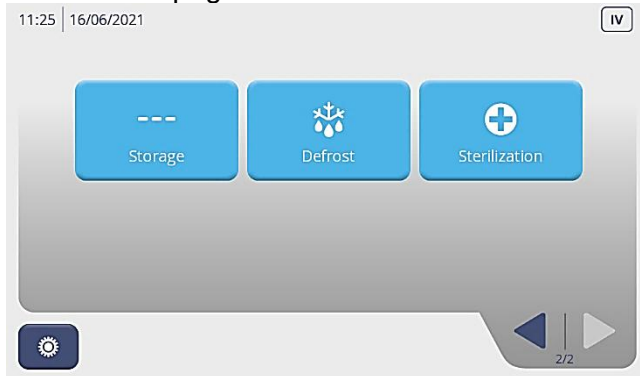 11:25 16/06/2021 IV
---
Storage Defrost Sterilization
2/2